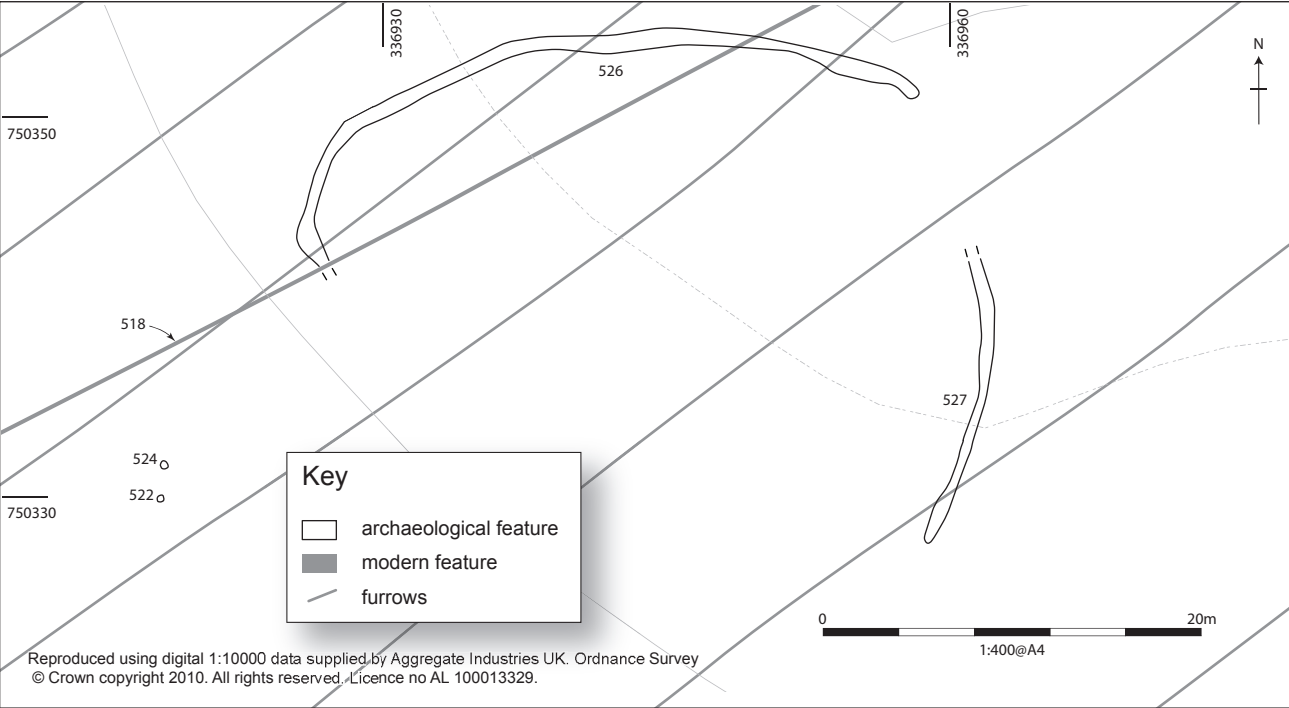 336930
336960
N
526
750350
518
527
524
522
750330
Key
archaeological feature
modern feature
furrows
0 20m
1:400@A4
Reproduced using digital 1:10000 data supplied by Aggregate Industries UK. Ordnance Survey
© Crown copyright 2010. All rights reserved. Licence no AL 100013329.